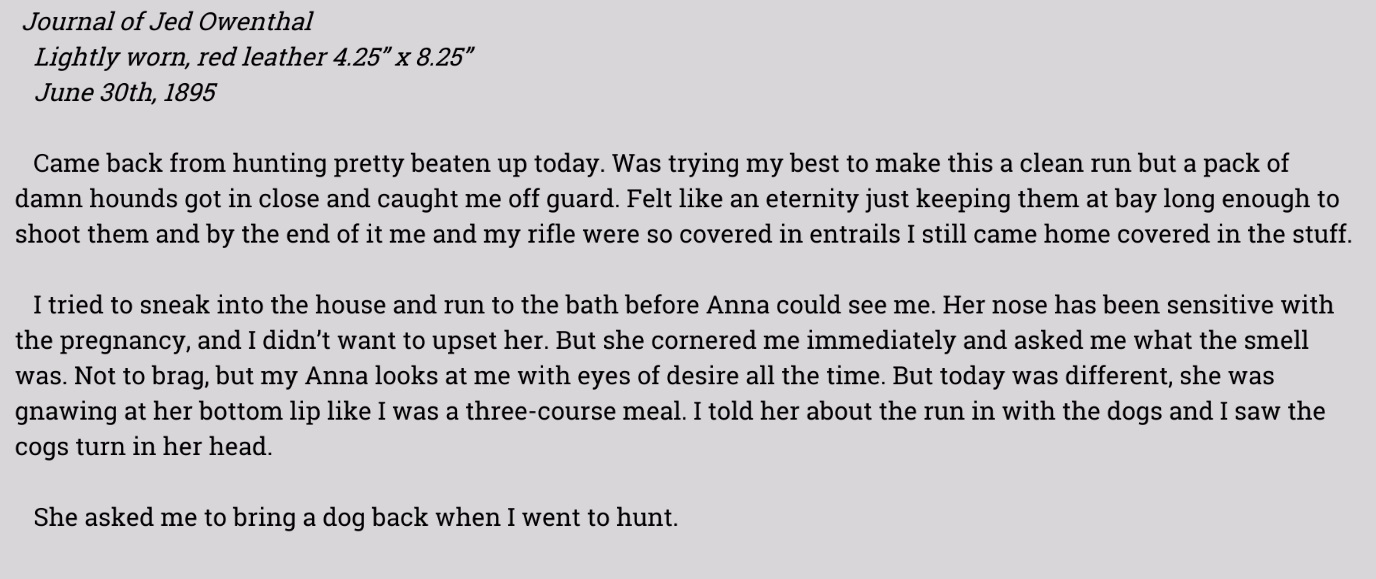 Journal of Jed Owenthal
Lightly worn, red leather 4.25” x 8.25”
June 30th, 1895
Came back from hunting pretty beaten up today. Was trying my best to make this a clean run but a pack of
damn hounds got in close and caught me off guard. Felt like an eternity just keeping them at bay long enough to
shoot them and by the end of it me and my rifle were so covered in entrails I still came home covered in the stuff.
I tried to sneak into the house and run to the bath before Anna could see me. Her nose has been sensitive with
the pregnancy, and I didn’t want to upset her. But she cornered me immediately and asked me what the smell
was. Not to brag, but my Anna looks at me with eyes of desire all the time. But today was different, she was
gnawing at her bottom lip like I was a three-course meal. I told her about the run in with the dogs and I saw the
cogs turn in her head.
She asked me to bring a dog back when I went to hunt.